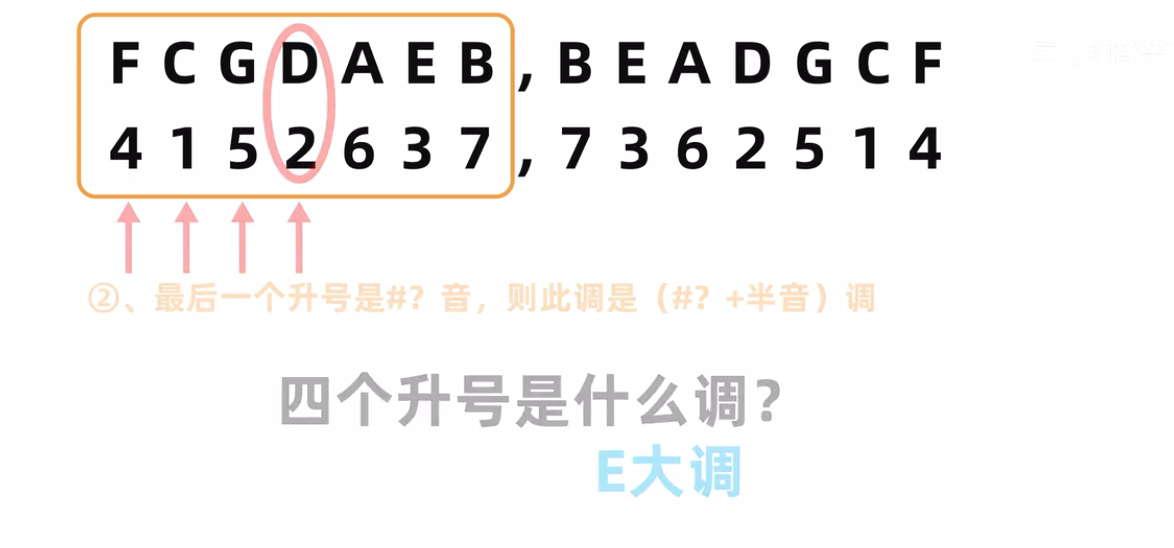 F C G D A E B , B E A D G C F
4 1 5 2 6 3 7 , 7 3 6 2 5 1 4
②、最后一个升号是#？音，则此调是（#？+半音）调
四个升号是什么调？
E大调